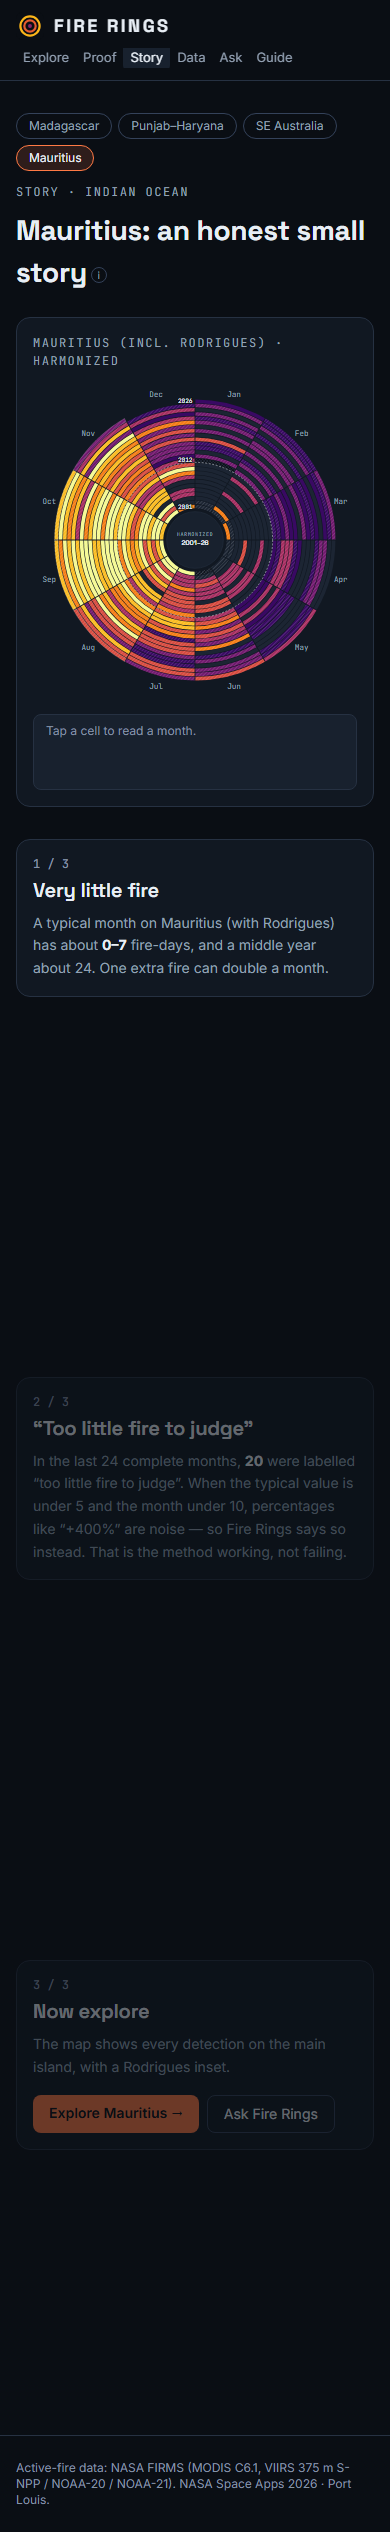 FIRE RINGS
Explore Proof Story Data Ask Guide
Madagascar Punjab–Haryana SE Australia
Mauritius
STORY · INDIAN OCEAN
Mauritius: an honest small
story i
MAURITIUS (INCL. RODRIGUES) ·
HARMONIZED
Dec 2026 Jan
Nov Feb
2012
Oct 2001 Mar
HARMONIZED
2001–26
Sep Apr
Aug May
Jul Jun
Tap a cell to read a month.
1 / 3
Very little fire
A typical month on Mauritius (with Rodrigues)
has about 0–7 fire-days, and a middle year
about 24. One extra fire can double a month.
2 / 3
“Too little fire to judge”
In the last 24 complete months, 20 were labelled
“too little fire to judge”. When the typical value is
under 5 and the month under 10, percentages
like “+400%” are noise — so Fire Rings says so
instead. That is the method working, not failing.
3 / 3
Now explore
The map shows every detection on the main
island, with a Rodrigues inset.
Explore Mauritius → Ask Fire Rings
Active-fire data: NASA FIRMS (MODIS C6.1, VIIRS 375 m S-
NPP / NOAA-20 / NOAA-21). NASA Space Apps 2026 · Port
Louis.